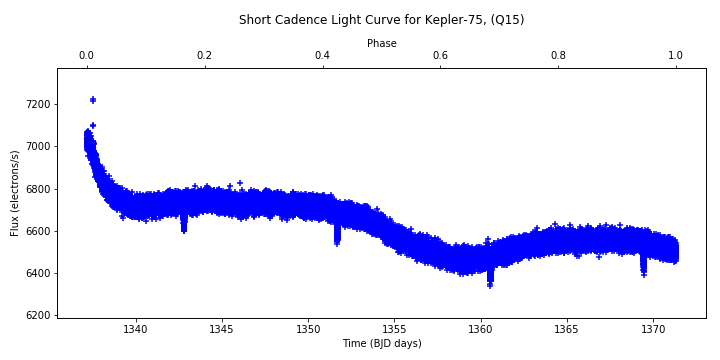 Short Cadence Light Curve for Kepler-75, (Q15)
Phase
0.0 0.2 0.4 0.6 0.8 1.0
Flux (electrons/s)
7200
7000
6800
6600
6400
6200
1340 1345 1350 1355 1360 1365 1370
Time (BJD days)